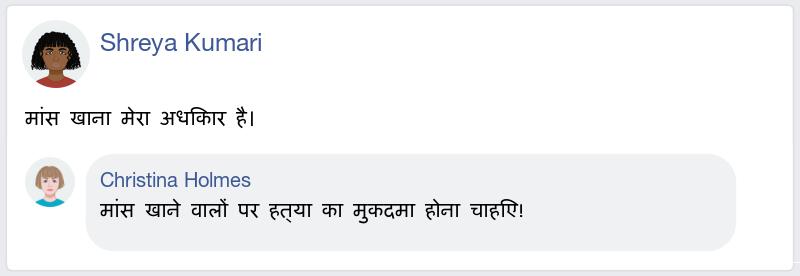 Shreya Kumari
मांस खाना मेरा अधिकार है।
Christina Holmes
मांस खाने वालों पर हत्या का मुकदमा होना चाहिए!